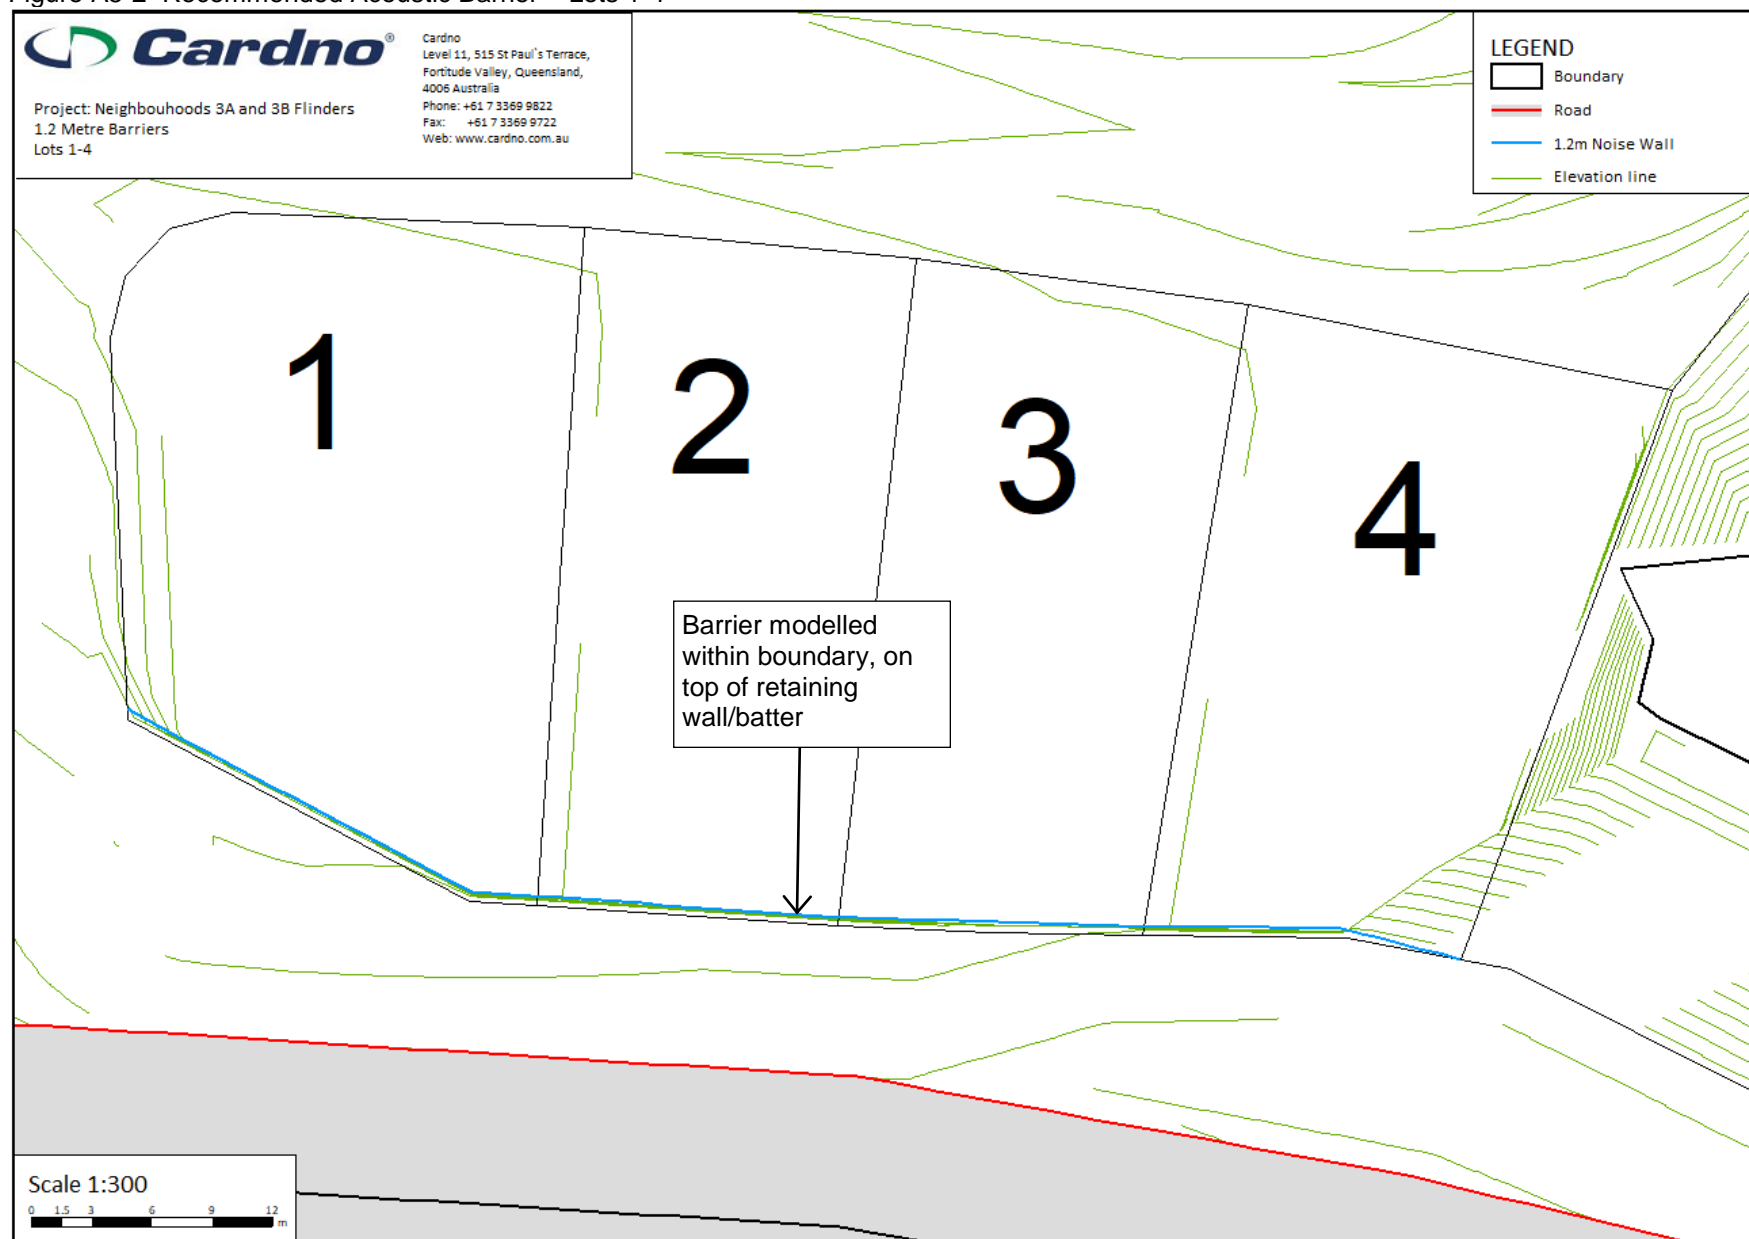 Cardno®
Cardno
Level 11, 515 St Paul`s Terrace,
Fortitude Valley, Queensland,
4006 Australia
Phone: +61 7 3369 9822
Fax: +61 7 3369 9722
Web: www.cardno.com.au
Project: Neighbouhoods 3A and 3B Flinders
1.2 Metre Barriers
Lots 1-4
LEGEND
Boundary
Road
1.2m Noise Wall
Elevation line
1
2
3
4
Barrier modelled
within boundary, on
top of retaining
wall/batter
Scale 1:300
0 1.5 3 6 9 12
m